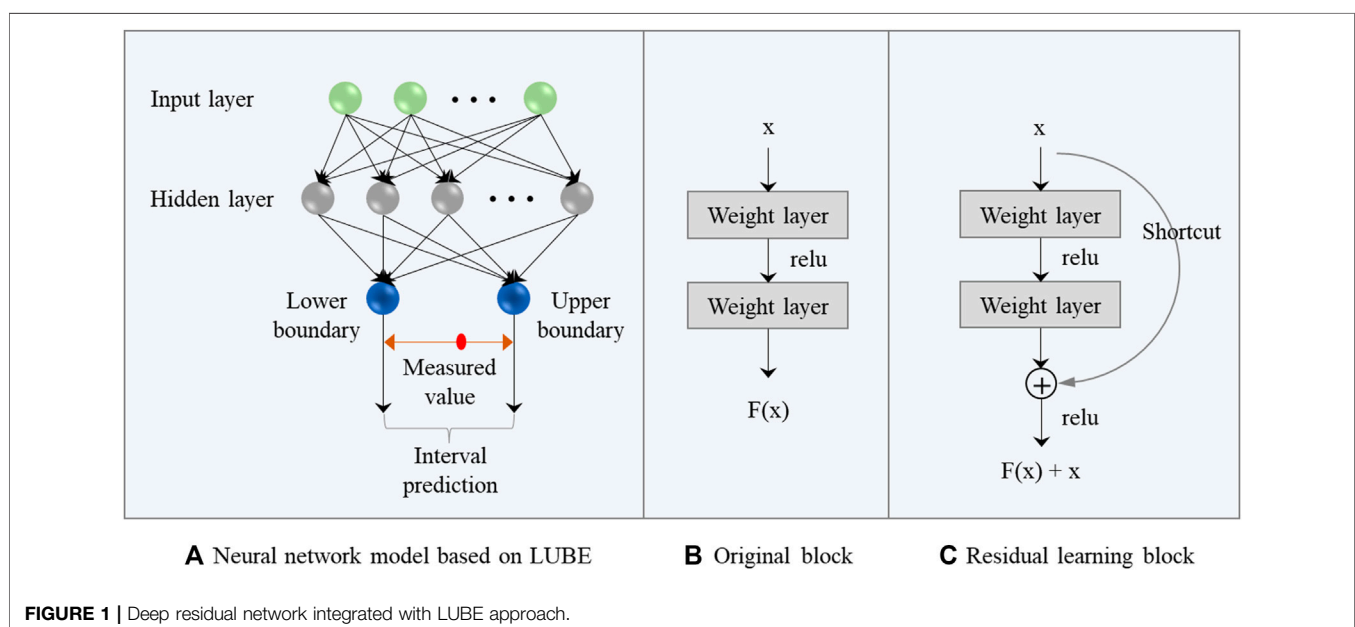 Input layer
Hidden layer
Lower
boundary
Upper
boundary
Measured
value
Interval
prediction
x
Weight layer
relu
Weight layer
F(x)
x
Weight layer
Shortcut
relu
Weight layer
+
relu
F(x) + x
A Neural network model based on LUBE
B Original block
C Residual learning block
FIGURE 1 | Deep residual network integrated with LUBE approach.